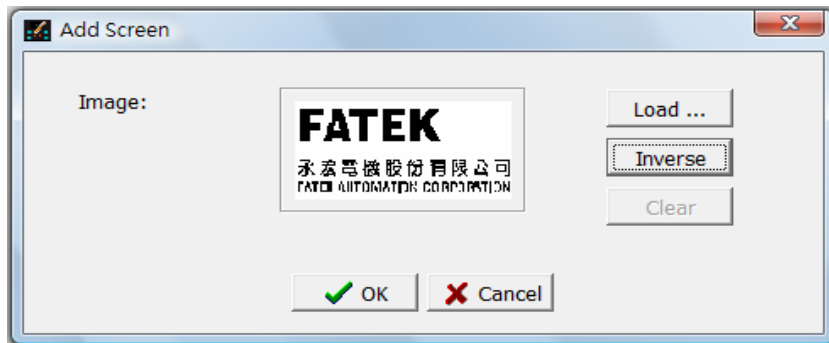 Add Screen
Image:
FATEK
永宏電機股份有限公司
FATEK AUTOMATION CORPORATION
Load ...
Inverse
Clear
OK
Cancel